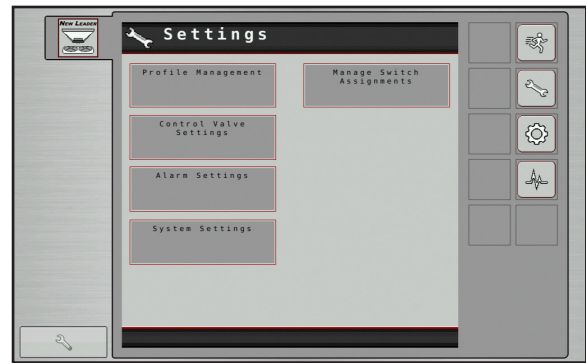 New Leader
Settings
Profile Management
Manage Switch
Assignments
Control Valve
Settings
Alarm Settings
System Settings